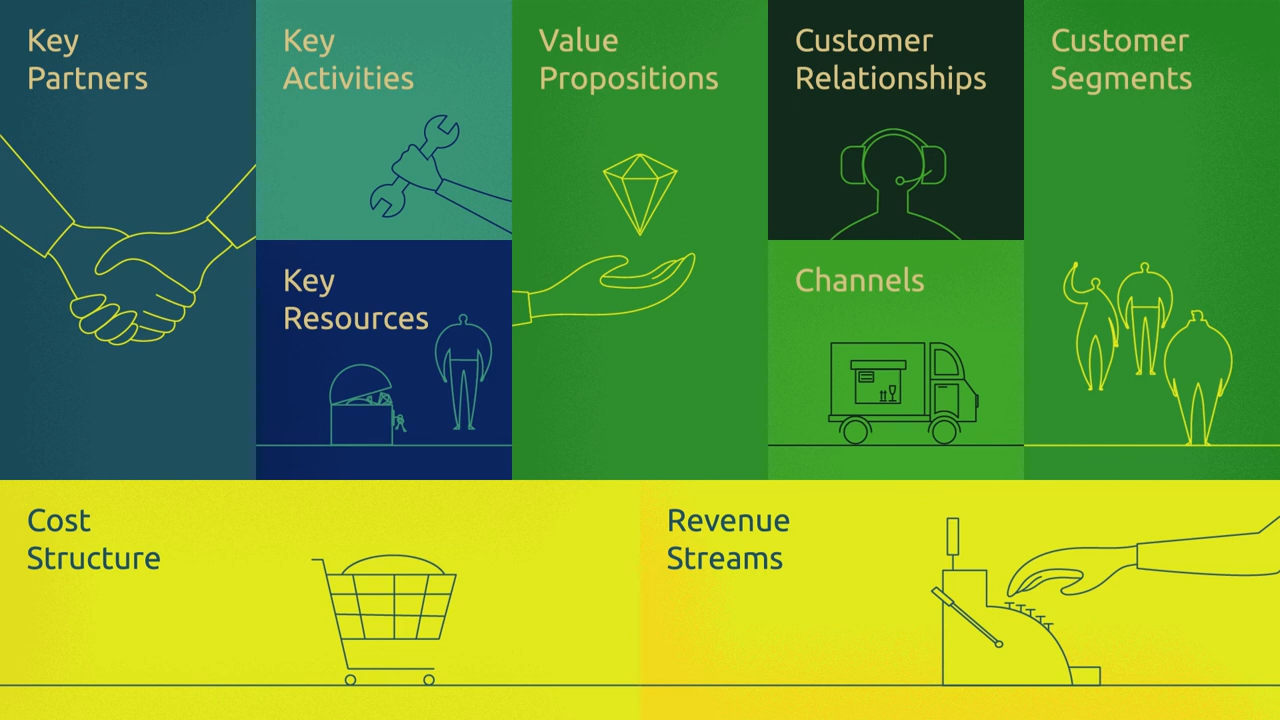 Key
Partners
Key
Activities
Key
Resources
Value
Propositions
Customer
Relationships
Channels
Customer
Segments
Cost
Structure
Revenue
Streams